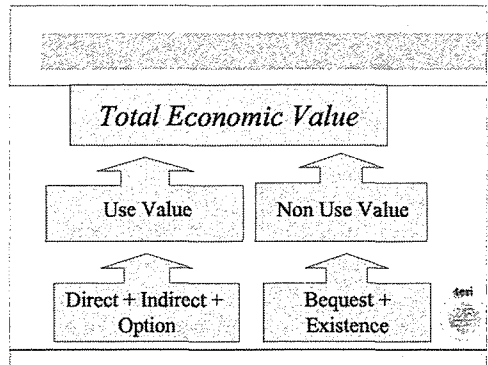 Total Economic Value
Use Value
Non Use Value
Direct + Indirect +
Option
Bequest +
Existence
teri